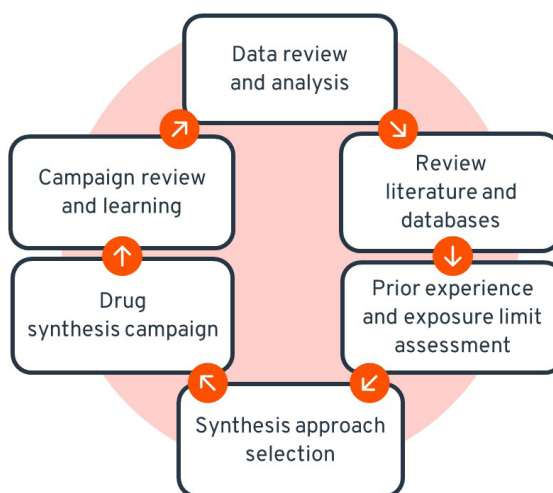 Data review
and analysis
Review
literature and
databases
Prior experience
and exposure limit
assessment
Synthesis approach
selection
Drug
synthesis campaign
Campaign review
and learning